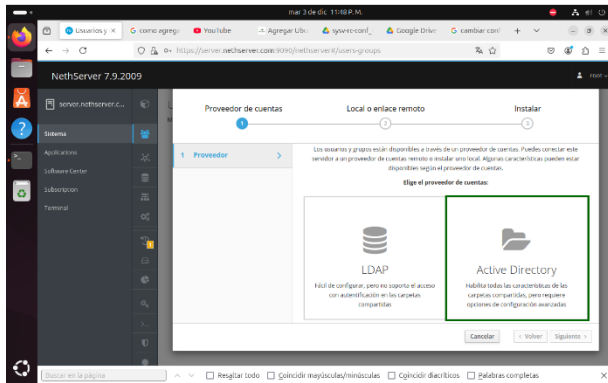 mar 3 de dic 11:48 P.M.
Usuarios y
como agreg
YouTube
Agregar Ubu
Google Drive
cambiar conf
https://server.nethserver.com:9090/nethserver#/users-groups
NethServer 7.9.2009
root
server.nethserver.c...
Sistema
Applications
Software Center
Subscription
Terminal
Proveedor de cuentas
Local o enlace remoto
Instalar
1
2
3
1 Proveedor
Los usuarios y grupos están disponibles a través de un proveedor de cuentas. Puedes conectar este
servidor a un proveedor de cuentas remoto o instalar uno local. Algunas características pueden estar
disponibles según el proveedor de cuentas.
Elige el proveedor de cuentas:
LDAP
Fácil de configurar, pero no soporta el acceso
con autentificación en las carpetas
compartidas
Active Directory
Habilita todas las características de las
carpetas compartidas, pero requiere
opciones de configuración avanzadas
Cancelar
< Volver
Siguiente >
Buscar en la página
Resaltar todo
Coincidir mayúsculas/minúsculas
Coincidir diacríticos
Palabras completas